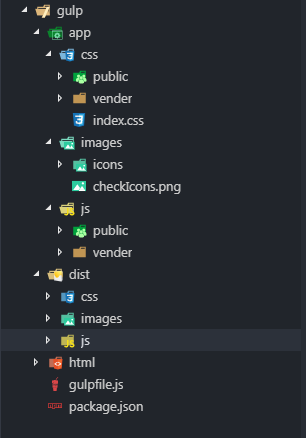 gulp
app
css
public
vender
index.css
images
icons
checkIcons.png
js
public
vender
dist
css
images
js
html
gulpfile.js
package.json